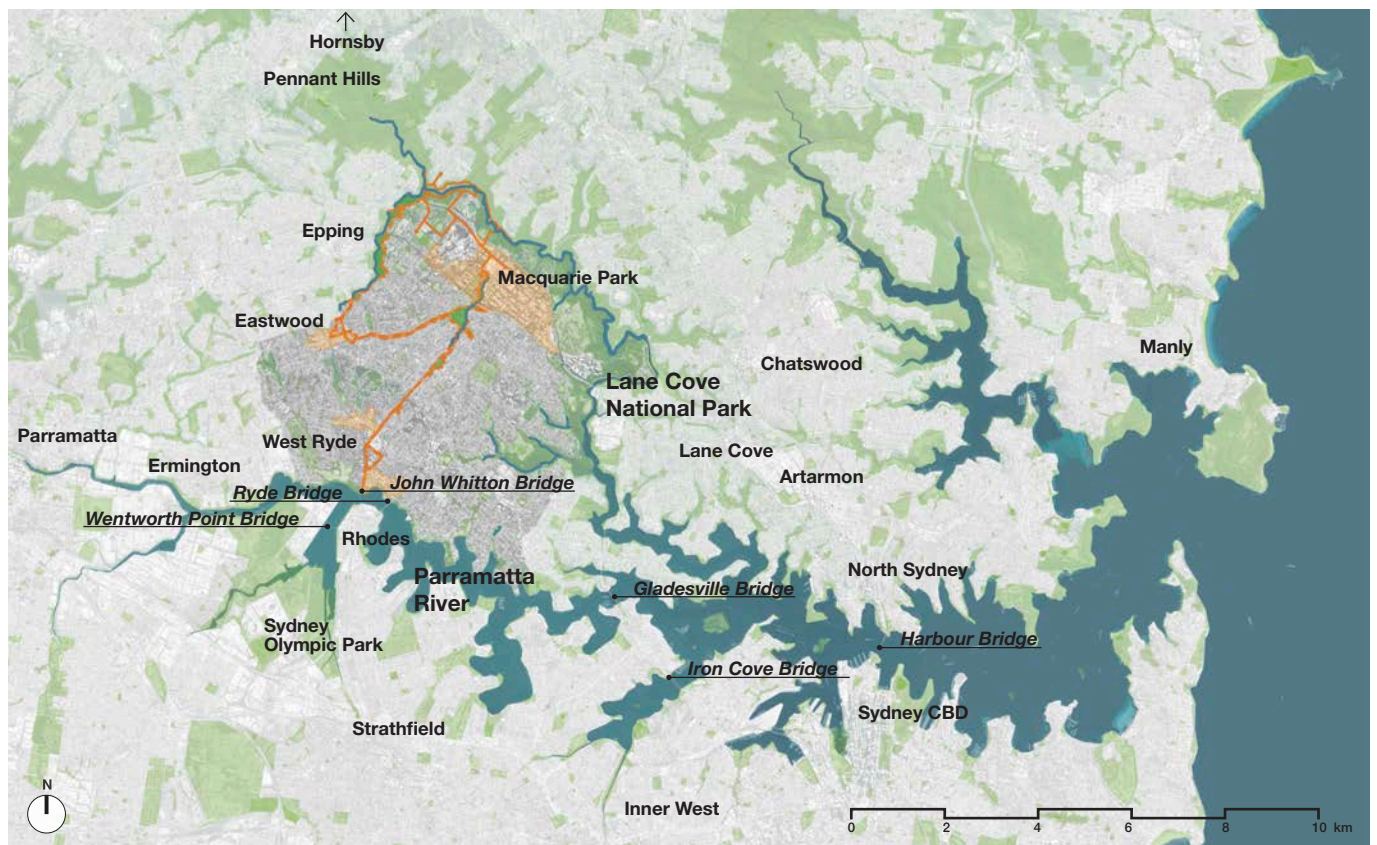 Hornsby
Pennant Hills
Epping
Macquarie Park
Eastwood
Manly
Chatswood
Lane Cove
National Park
Parramatta
West Ryde
Lane Cove
Ermington
Artarmon
John Whitton Bridge
Ryde Bridge
Wentworth Point Bridge
Rhodes
North Sydney
Parramatta
River
Gladesville Bridge
Sydney
Olympic Park
Harbour Bridge
Iron Cove Bridge
Sydney CBD
Strathfield
N
Inner West
0 2 4 6 8 10 km